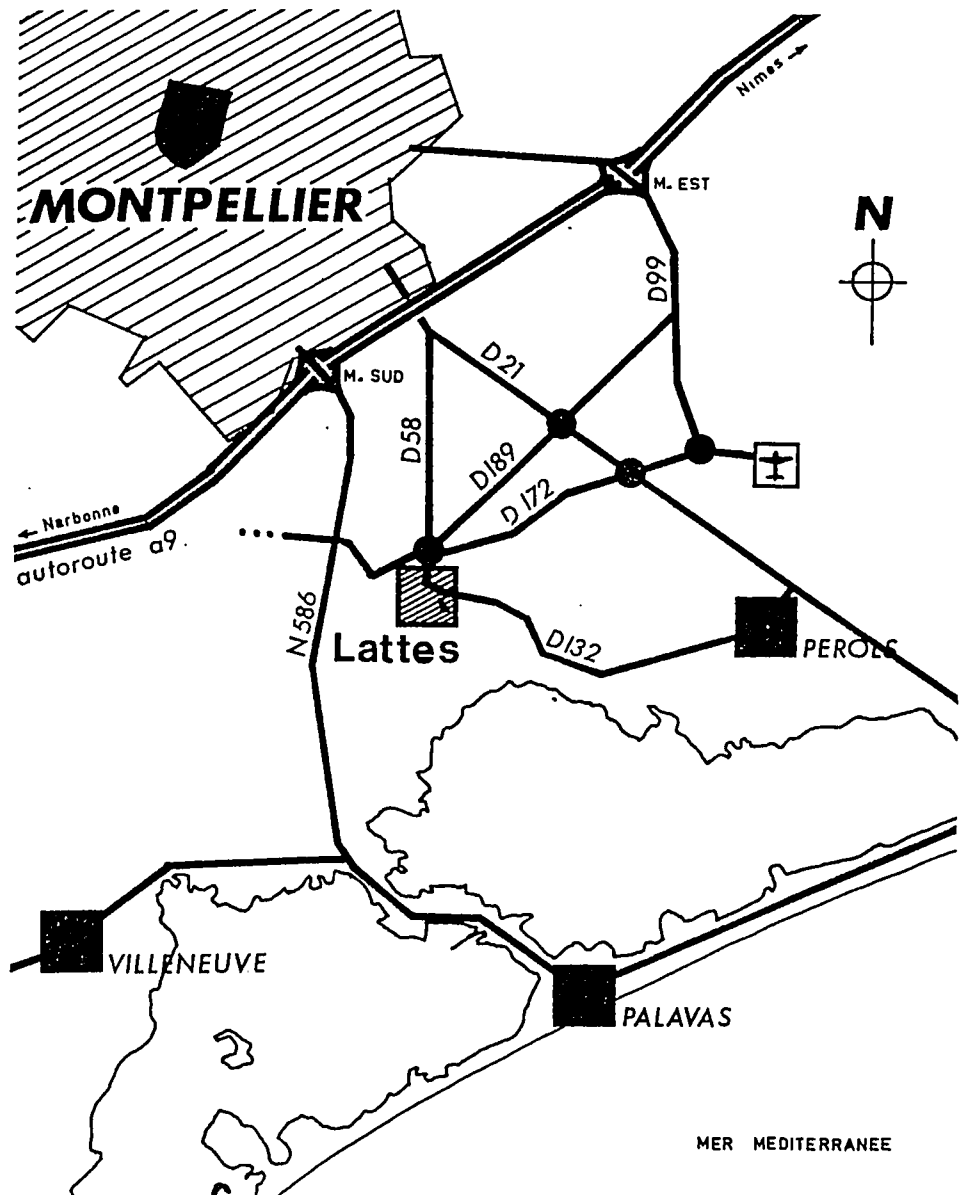 Nimes
M. EST
MONTPELLIER
N
D99
D21
M. SUD
D58
D189
D172
Narbonne
autoroute a9
N586
Lattes
D132
PEROLS
VILLENEUVE
PALAVAS
MER MEDITERRANEE